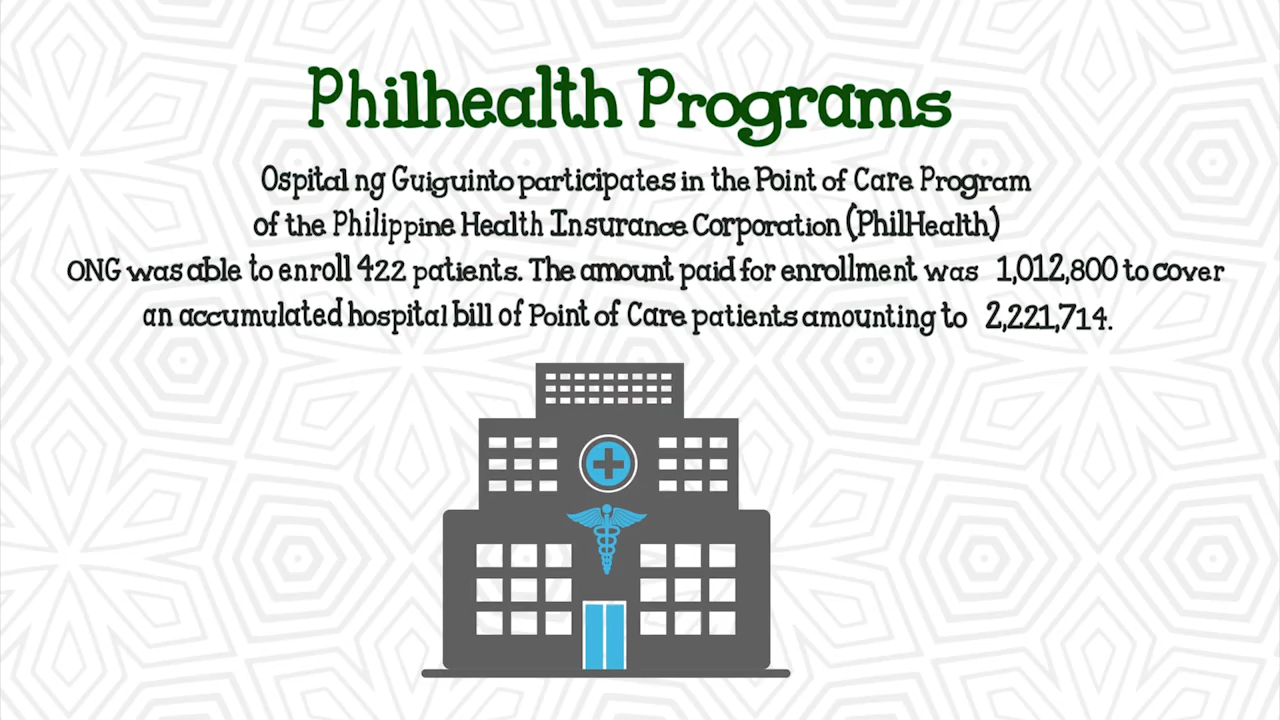 Philhealth Programs
Ospital ng Guiguinto participates in the Point of Care Program
of the Philippine Health Insurance Corporation (PhilHealth)
ONG was able to enroll 422 patients. The amount paid for enrollment was 1,012,800 to cover
an accumulated hospital bill of Point of Care patients amounting to 2,221,714.